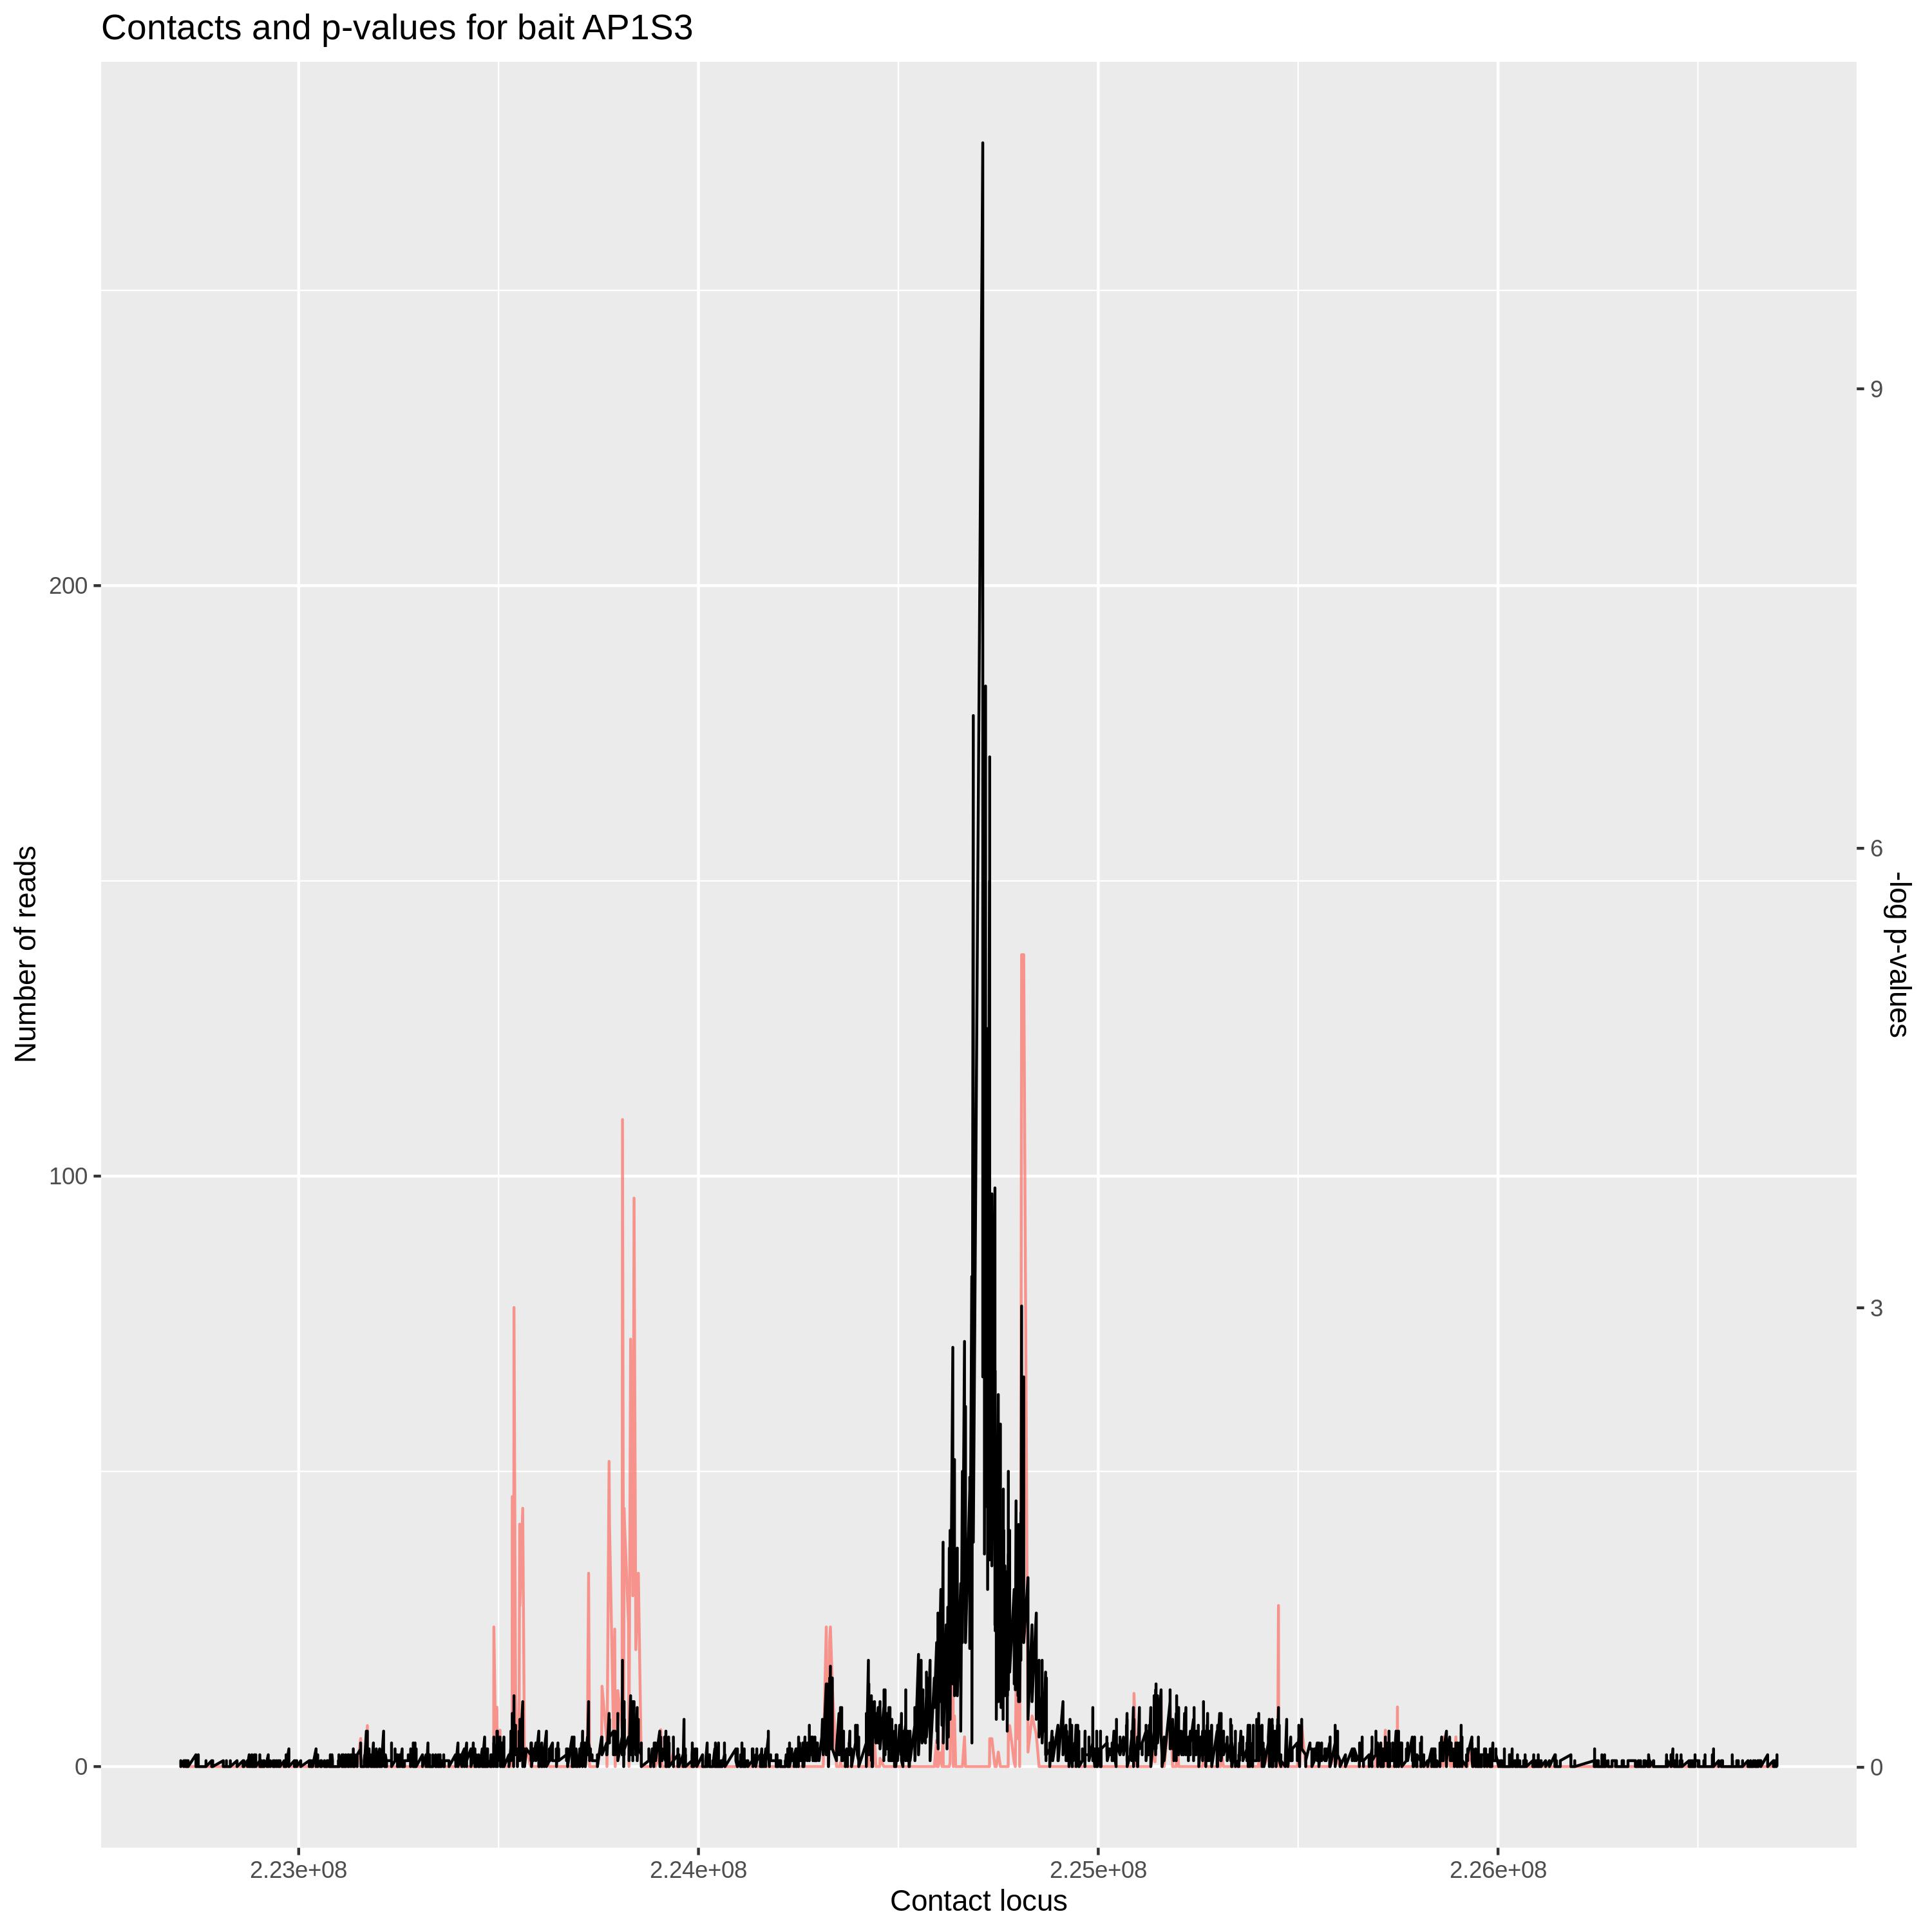 Contacts and p-values for bait AP1S3
Number of reads
200
100
0
9
6
3
0
-log p-values
2.23e+08
2.24e+08
2.25e+08
2.26e+08
Contact locus